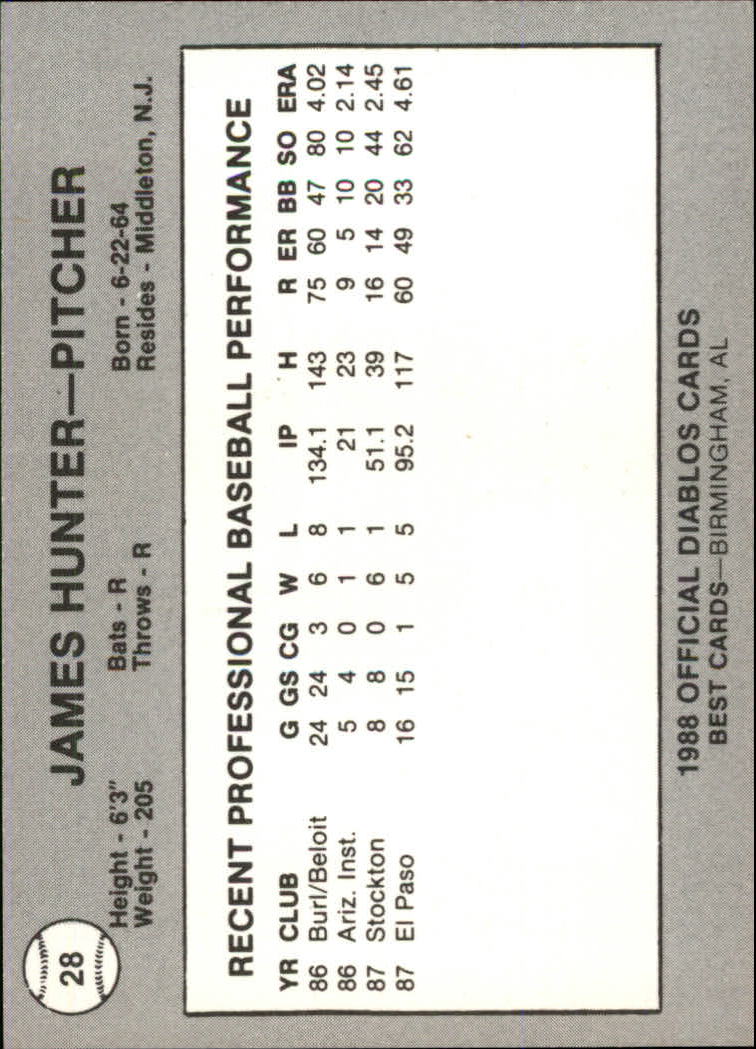 28
JAMES HUNTER—PITCHER
Height - 6'3" Bats - R Born - 6-22-64
Weight - 205 Throws - R Resides - Middleton, N.J.
RECENT PROFESSIONAL BASEBALL PERFORMANCE
YR CLUB G GS CG W L IP H R ER BB SO ERA
86 Burl/Beloit 24 24 3 6 8 134.1 143 75 60 47 80 4.02
86 Ariz. Inst. 5 4 0 1 1 21 23 9 5 10 10 2.14
87 Stockton 8 8 0 6 1 51.1 39 16 14 20 44 2.45
87 El Paso 16 15 1 5 5 95.2 117 60 49 33 62 4.61
1988 OFFICIAL DIABLOS CARDS
BEST CARDS—BIRMINGHAM, AL